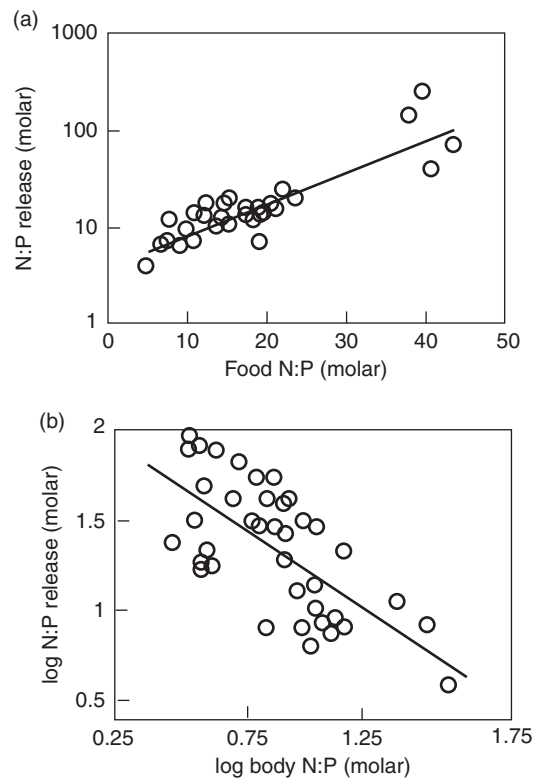 (a)
1000
100
10
1
N:P release (molar)
0 10 20 30 40 50
Food N:P (molar)
(b)
2
1.5
1
0.5
log N:P release (molar)
0.25 0.75 1.25 1.75
log body N:P (molar)